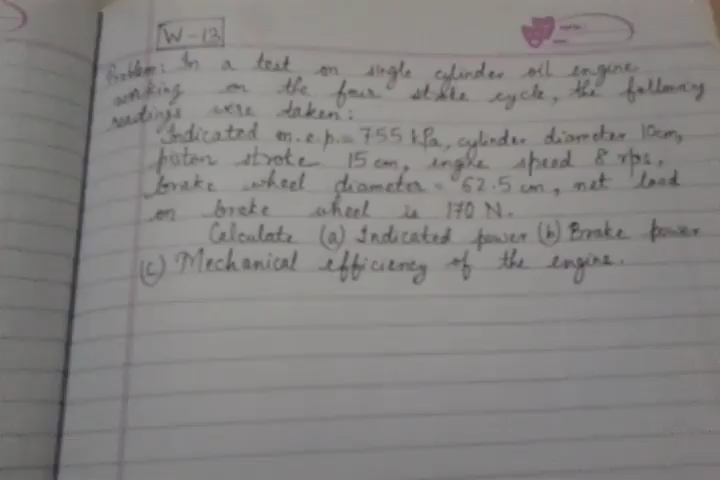 W-13
Problem: In a test on single cylinder oil engine
working on the four stroke cycle, the following
readings were taken:
Indicated m.e.p. = 755 kPa, cylinder diameter 10cm,
piston stroke 15 cm, engine speed 8 rps,
brake wheel diameter = 62.5 cm, net load
on brake wheel is 170 N.
Calculate (a) Indicated power (b) Brake power
(c) Mechanical efficiency of the engine.